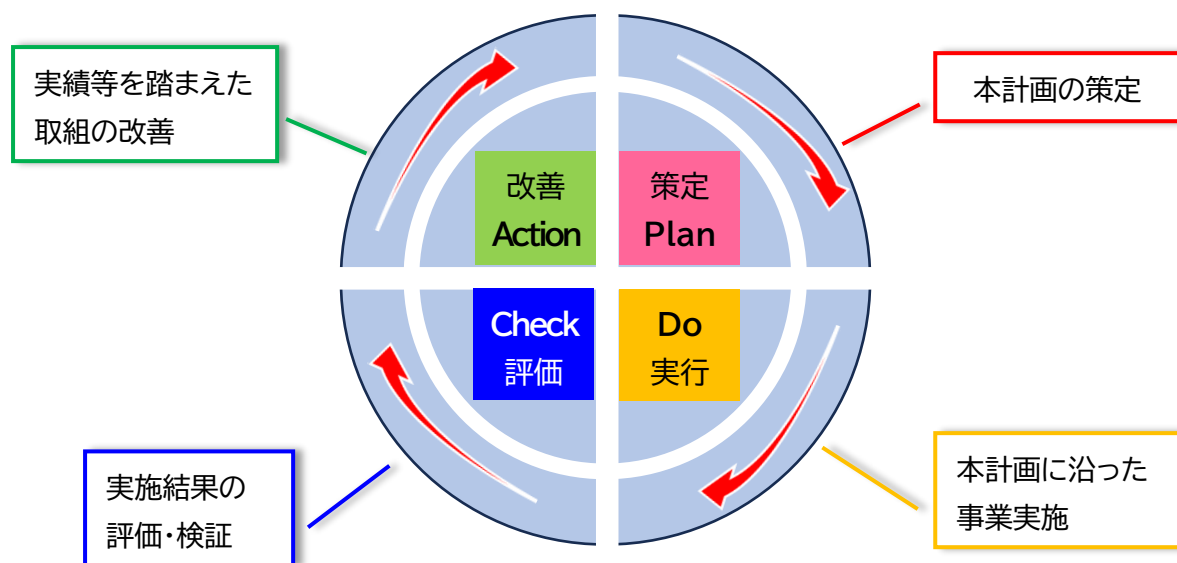 実績等を踏まえた
取組の改善
本計画の策定
改善
Action
策定
Plan
Check
評価
Do
実行
実施結果の
評価・検証
本計画に沿った
事業実施